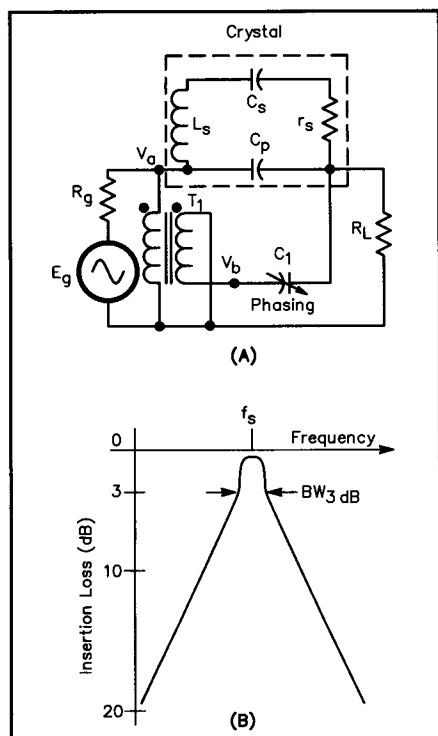 Crystal
C_s
L_s
r_s
C_p
V_a
R_g
T_1
R_L
E_g
V_b
C_1
Phasing
(A)
f_s
0
Frequency
3
BW_3 dB
10
Insertion Loss (dB)
20
(B)